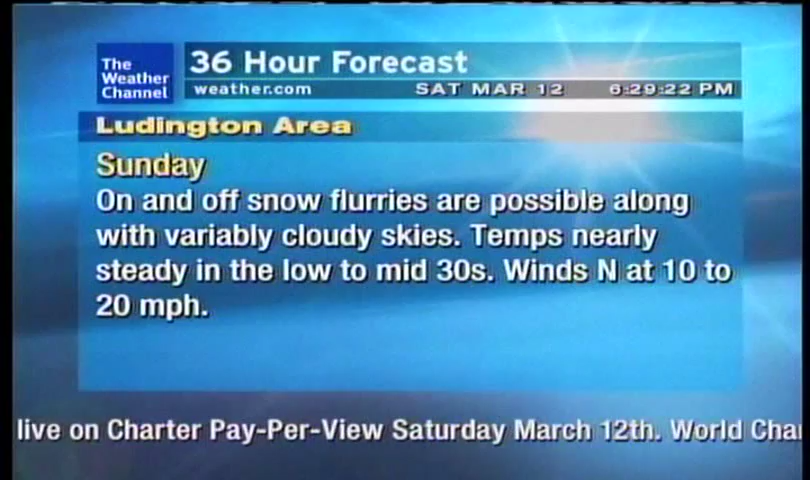 The
Weather
Channel
36 Hour Forecast
weather.com SAT MAR 12 6:29:22 PM
Ludington Area
Sunday
On and off snow flurries are possible along
with variably cloudy skies. Temps nearly
steady in the low to mid 30s. Winds N at 10 to
20 mph.
live on Charter Pay-Per-View Saturday March 12th. World Cha